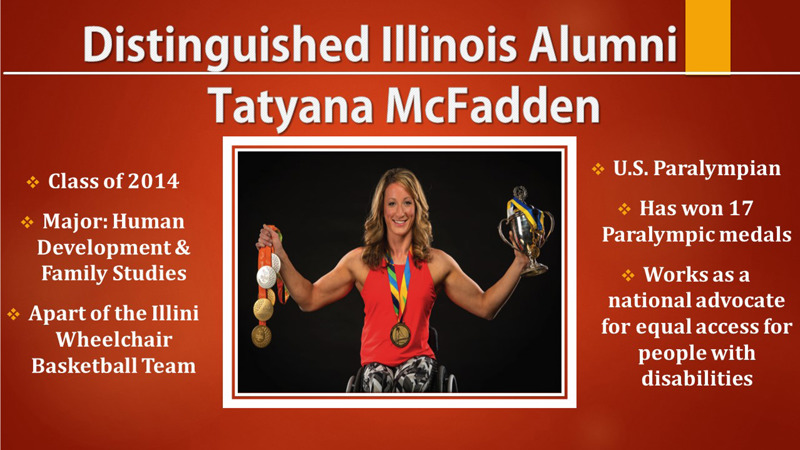 Distinguished Illinois Alumni
Tatyana McFadden
❖ Class of 2014
❖ Major: Human
Development &
Family Studies
❖ Apart of the Illini
Wheelchair
Basketball Team
❖ U.S. Paralympian
❖ Has won 17
Paralympic medals
❖ Works as a
national advocate
for equal access for
people with
disabilities